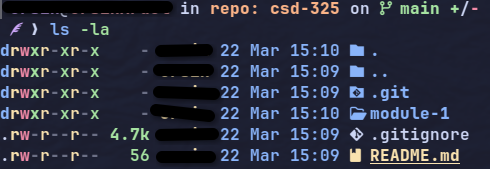 in repo: csd-325 on main +/-
❯ ls -la
drwxr-xr-x - 22 Mar 15:10 .
drwxr-xr-x - 22 Mar 15:09 ..
drwxr-xr-x - 22 Mar 15:09 .git
drwxr-xr-x - 22 Mar 15:10 module-1
.rw-r--r-- 4.7k 22 Mar 15:09 .gitignore
.rw-r--r-- 56 22 Mar 15:09 README.md